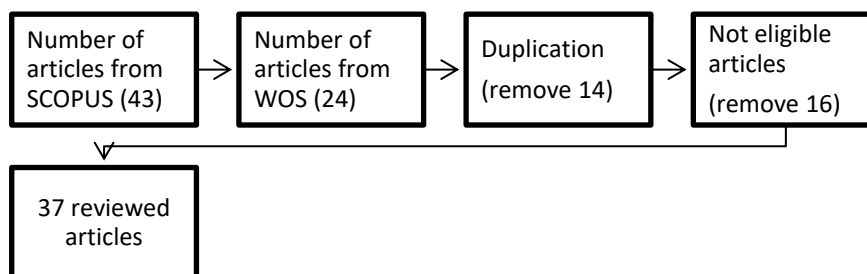 Number of
articles from
SCOPUS (43)
Number of
articles from
WOS (24)
Duplication
(remove 14)
Not eligible
articles
(remove 16)
37 reviewed
articles